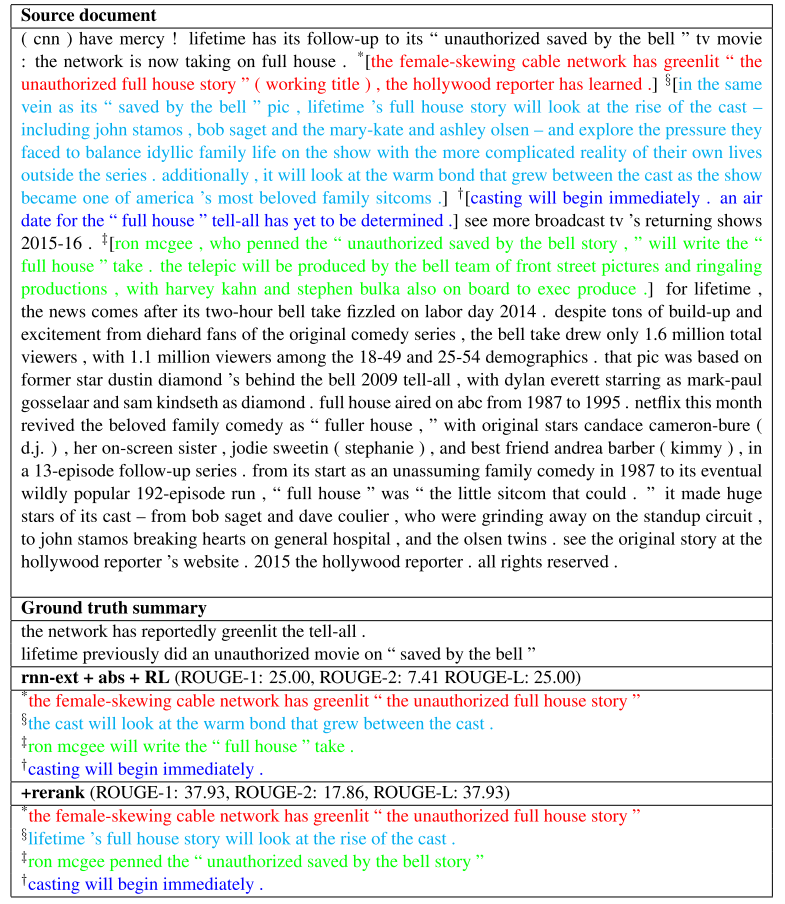 Source document
( cnn ) have mercy ! lifetime has its follow-up to its “ unauthorized saved by the bell ” tv movie
: the network is now taking on full house . *[the female-skewing cable network has greenlit “ the
unauthorized full house story ” ( working title ) , the hollywood reporter has learned .] §[in the same
vein as its “ saved by the bell ” pic , lifetime ’s full house story will look at the rise of the cast –
including john stamos , bob saget and the mary-kate and ashley olsen – and explore the pressure they
faced to balance idyllic family life on the show with the more complicated reality of their own lives
outside the series . additionally , it will look at the warm bond that grew between the cast as the show
became one of america ’s most beloved family sitcoms .] †[casting will begin immediately . an air
date for the “ full house ” tell-all has yet to be determined .] see more broadcast tv ’s returning shows
2015-16 . ‡[ron mcgee , who penned the “ unauthorized saved by the bell story , ” will write the “
full house ” take . the telepic will be produced by the bell team of front street pictures and ringaling
productions , with harvey kahn and stephen bulka also on board to exec produce .] for lifetime ,
the news comes after its two-hour bell take fizzled on labor day 2014 . despite tons of build-up and
excitement from diehard fans of the original comedy series , the bell take drew only 1.6 million total
viewers , with 1.1 million viewers among the 18-49 and 25-54 demographics . that pic was based on
former star dustin diamond ’s behind the bell 2009 tell-all , with dylan everett starring as mark-paul
gosselaar and sam kindseth as diamond . full house aired on abc from 1987 to 1995 . netflix this month
revived the beloved family comedy as “ fuller house , ” with original stars candace cameron-bure (
d.j. ) , her on-screen sister , jodie sweetin ( stephanie ) , and best friend andrea barber ( kimmy ) , in
a 13-episode follow-up series . from its start as an unassuming family comedy in 1987 to its eventual
wildly popular 192-episode run , “ full house ” was “ the little sitcom that could . ” it made huge
stars of its cast – from bob saget and dave coulier , who were grinding away on the standup circuit ,
to john stamos breaking hearts on general hospital , and the olsen twins . see the original story at the
hollywood reporter ’s website . 2015 the hollywood reporter . all rights reserved .
Ground truth summary
the network has reportedly greenlit the tell-all .
lifetime previously did an unauthorized movie on “ saved by the bell ”
rnn-ext + abs + RL (ROUGE-1: 25.00, ROUGE-2: 7.41 ROUGE-L: 25.00)
*the female-skewing cable network has greenlit “ the unauthorized full house story ”
§the cast will look at the warm bond that grew between the cast .
‡ron mcgee will write the “ full house ” take .
†casting will begin immediately .
+rerank (ROUGE-1: 37.93, ROUGE-2: 17.86, ROUGE-L: 37.93)
*the female-skewing cable network has greenlit “ the unauthorized full house story ”
§lifetime ’s full house story will look at the rise of the cast .
‡ron mcgee penned the “ unauthorized saved by the bell story ”
†casting will begin immediately .